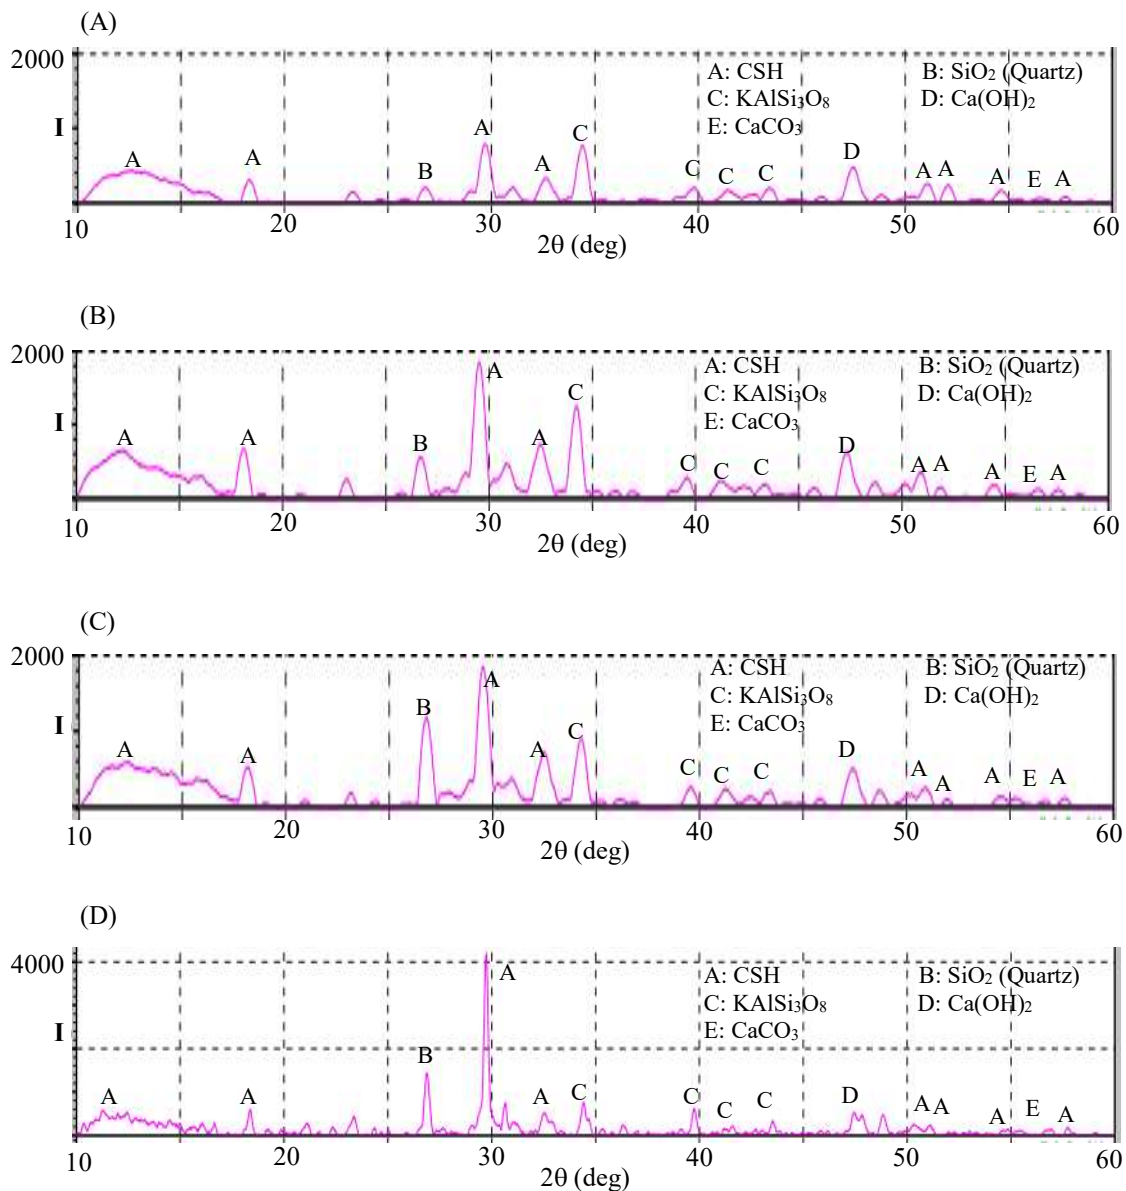 (A)
2000
A: CSH B: SiO₂ (Quartz)
C: KAlSi₃O₈ D: Ca(OH)₂
E: CaCO₃
I
A A B A A C C C C D A A A E A
10 20 30 40 50 60
2θ (deg)
(B)
2000
A: CSH B: SiO₂ (Quartz)
C: KAlSi₃O₈ D: Ca(OH)₂
E: CaCO₃
I
A A B A A C C C C D A A A E A
10 20 30 40 50 60
2θ (deg)
(C)
2000
A: CSH B: SiO₂ (Quartz)
C: KAlSi₃O₈ D: Ca(OH)₂
E: CaCO₃
I
A A B A A C C C C D A A A E A
10 20 30 40 50 60
2θ (deg)
(D)
4000
A: CSH B: SiO₂ (Quartz)
C: KAlSi₃O₈ D: Ca(OH)₂
E: CaCO₃
I
A A B A A C C C C D A A A E A
10 20 30 40 50 60
2θ (deg)